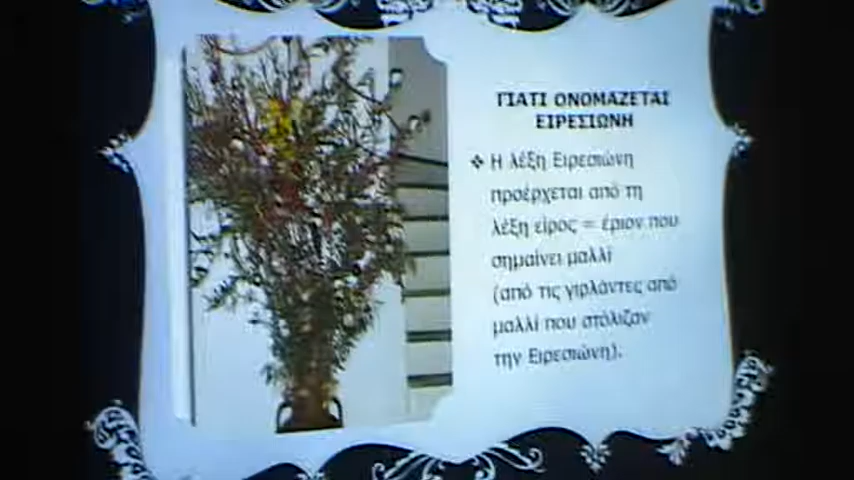 ΓΙΑΤΙ ΟΝΟΜΑΖΕΤΑΙ
ΕΙΡΕΣΙΩΝΗ
❖ Η λέξη Ειρεσιώνη
προέρχεται από τη
λέξη είρος = έριον που
σημαίνει μαλλί
(από τις γιρλάντες από
μαλλί που στόλιζαν
την Ειρεσιώνη).